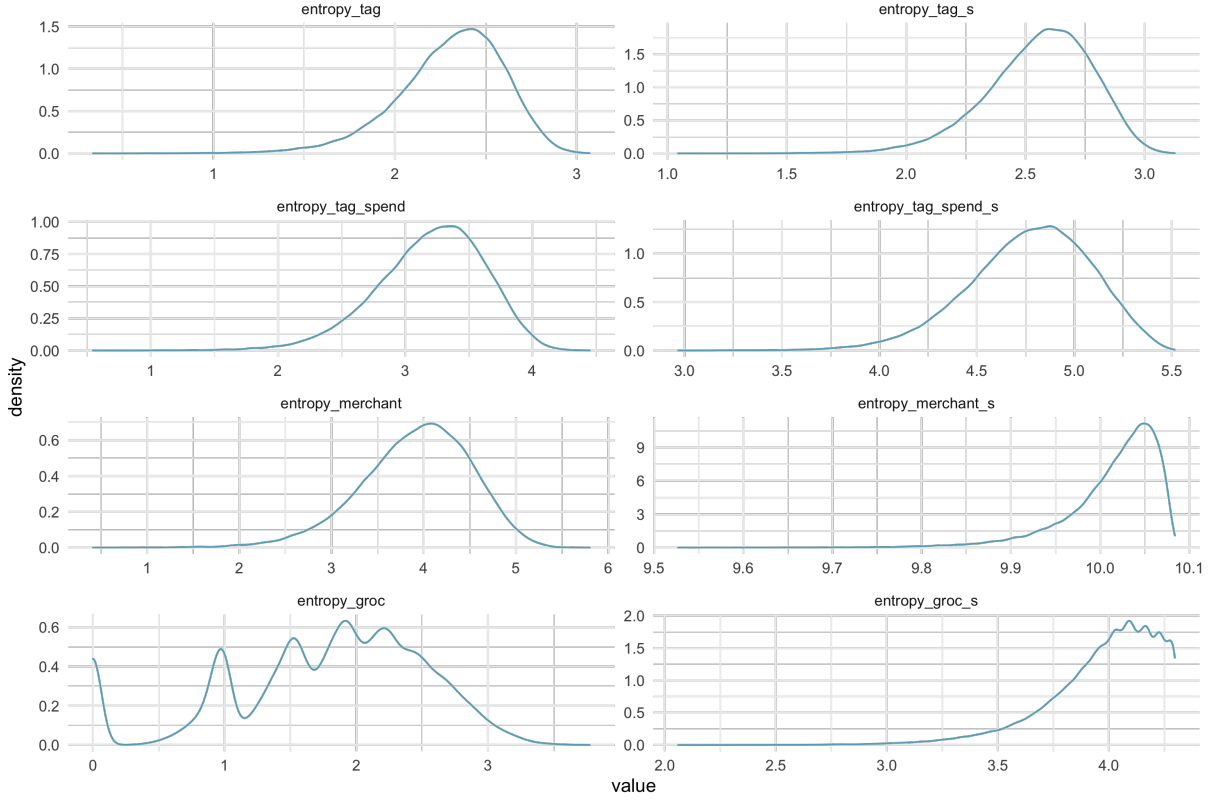 entropy_tag
entropy_tag_s
1.5
1.0
0.5
0.0
1.5
1.0
0.5
0.0
1 2 3
1.0 1.5 2.0 2.5 3.0
entropy_tag_spend
entropy_tag_spend_s
1.00
0.75
0.50
0.25
0.00
1.0
0.5
0.0
1 2 3 4
3.0 3.5 4.0 4.5 5.0 5.5
density
entropy_merchant
entropy_merchant_s
0.6
0.4
0.2
0.0
9
6
3
0
1 2 3 4 5 6
9.5 9.6 9.7 9.8 9.9 10.0 10.1
entropy_groc
entropy_groc_s
0.6
0.4
0.2
0.0
2.0
1.5
1.0
0.5
0.0
0 1 2 3
2.0 2.5 3.0 3.5 4.0
value